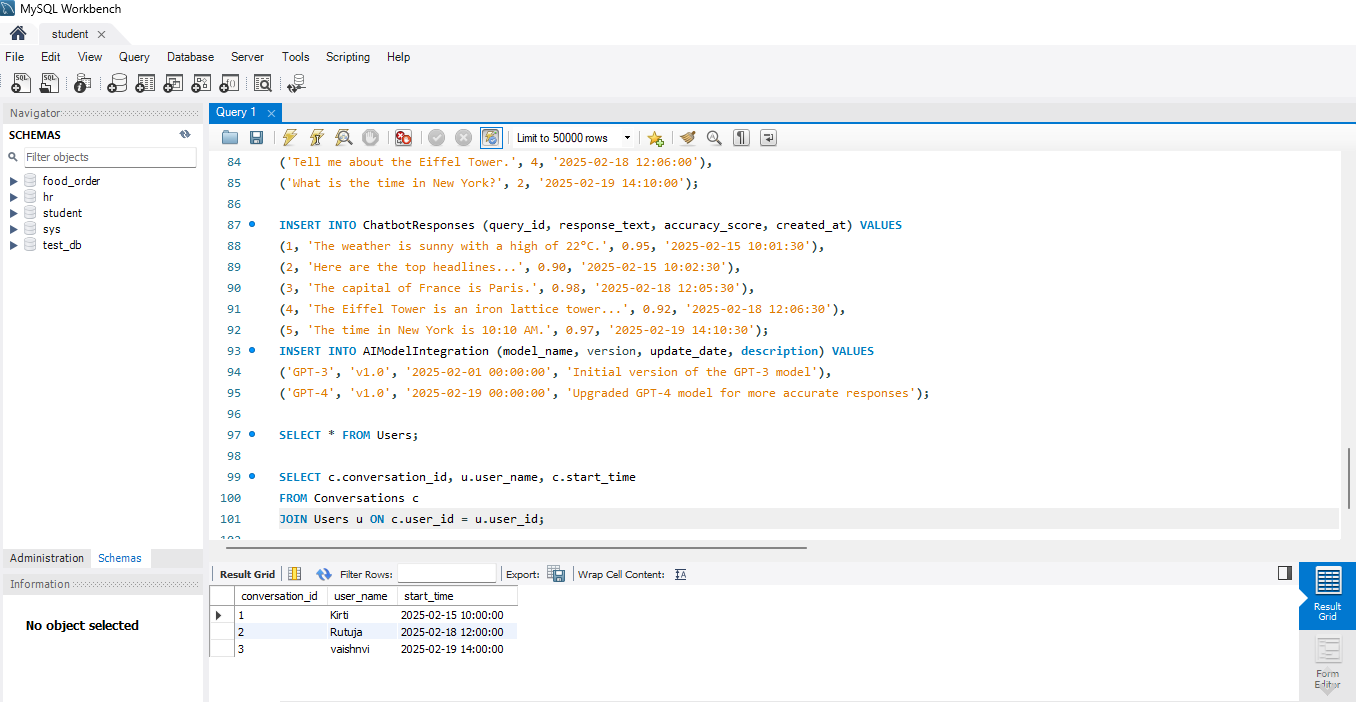 MySQL Workbench
student
File Edit View Query Database Server Tools Scripting Help
Navigator
SCHEMAS
Filter objects
food_order
hr
student
sys
test_db
Administration Schemas
Information
No object selected
Query 1
Limit to 50000 rows
84 ('Tell me about the Eiffel Tower.', 4, '2025-02-18 12:06:00'),
85 ('What is the time in New York?', 2, '2025-02-19 14:10:00');
86
87 INSERT INTO ChatbotResponses (query_id, response_text, accuracy_score, created_at) VALUES
88 (1, 'The weather is sunny with a high of 22°C.', 0.95, '2025-02-15 10:01:30'),
89 (2, 'Here are the top headlines...', 0.90, '2025-02-15 10:02:30'),
90 (3, 'The capital of France is Paris.', 0.98, '2025-02-18 12:05:30'),
91 (4, 'The Eiffel Tower is an iron lattice tower...', 0.92, '2025-02-18 12:06:30'),
92 (5, 'The time in New York is 10:10 AM.', 0.97, '2025-02-19 14:10:30');
93 INSERT INTO AIModelIntegration (model_name, version, update_date, description) VALUES
94 ('GPT-3', 'v1.0', '2025-02-01 00:00:00', 'Initial version of the GPT-3 model'),
95 ('GPT-4', 'v1.0', '2025-02-19 00:00:00', 'Upgraded GPT-4 model for more accurate responses');
96
97 SELECT * FROM Users;
98
99 SELECT c.conversation_id, u.user_name, c.start_time
100 FROM Conversations c
101 JOIN Users u ON c.user_id = u.user_id;
102
Result Grid Filter Rows: Export: Wrap Cell Content:
conversation_id user_name start_time
1 Kirti 2025-02-15 10:00:00
2 Rutuja 2025-02-18 12:00:00
3 vaishnvi 2025-02-19 14:00:00
Result
Grid
Form
Editor